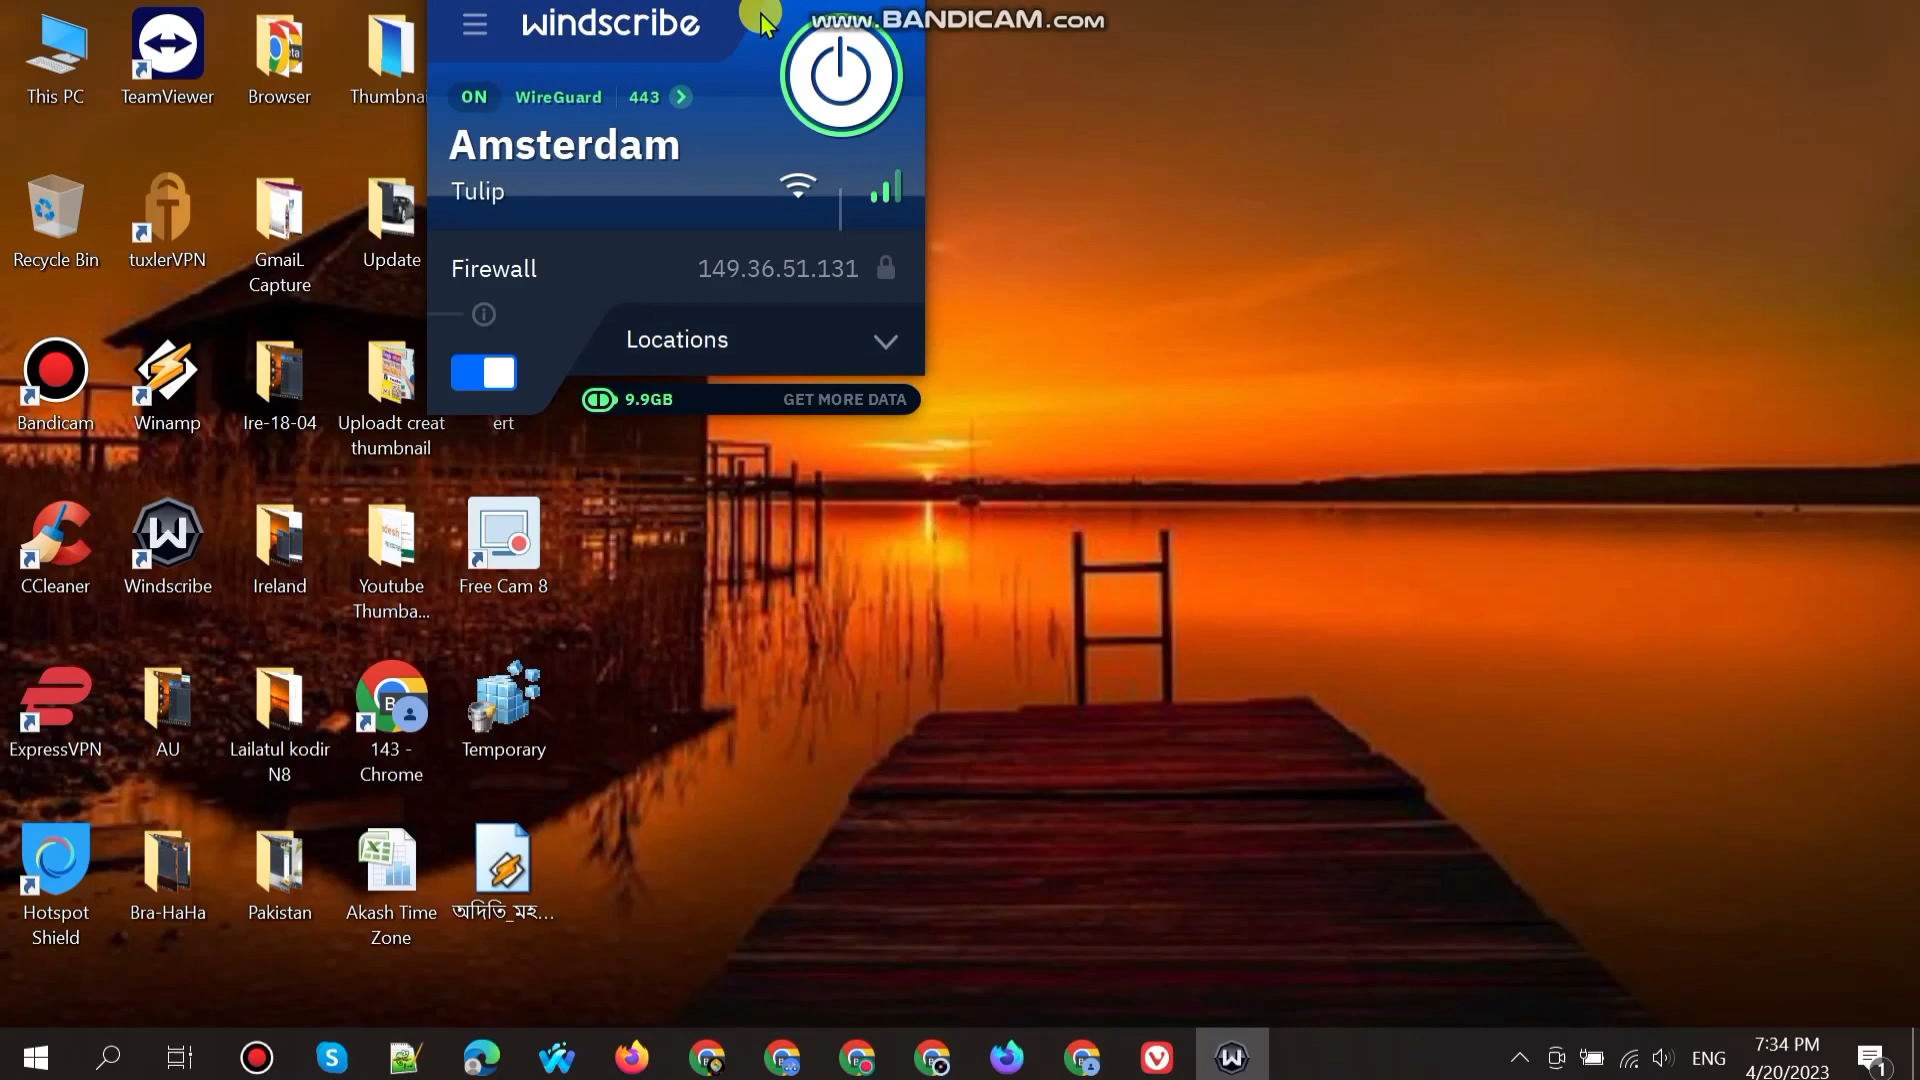 windscribe
www.BANDICAM.com
ON WireGuard 443
Amsterdam
Tulip
Firewall 149.36.51.131
Locations
9.9GB GET MORE DATA
This PC
TeamViewer
Browser
Thumbnai
Recycle Bin
tuxlerVPN
GmaiL
Capture
Update
Bandicam
Winamp
Ire-18-04
Uploadt creat
thumbnail
ert
CCleaner
Windscribe
Ireland
Youtube
Thumba...
Free Cam 8
ExpressVPN
AU
Lailatul kodir
N8
143 -
Chrome
Temporary
Hotspot
Shield
Bra-HaHa
Pakistan
Akash Time
Zone
অদিতি_মহ...
ENG
7:34 PM
4/20/2023
1